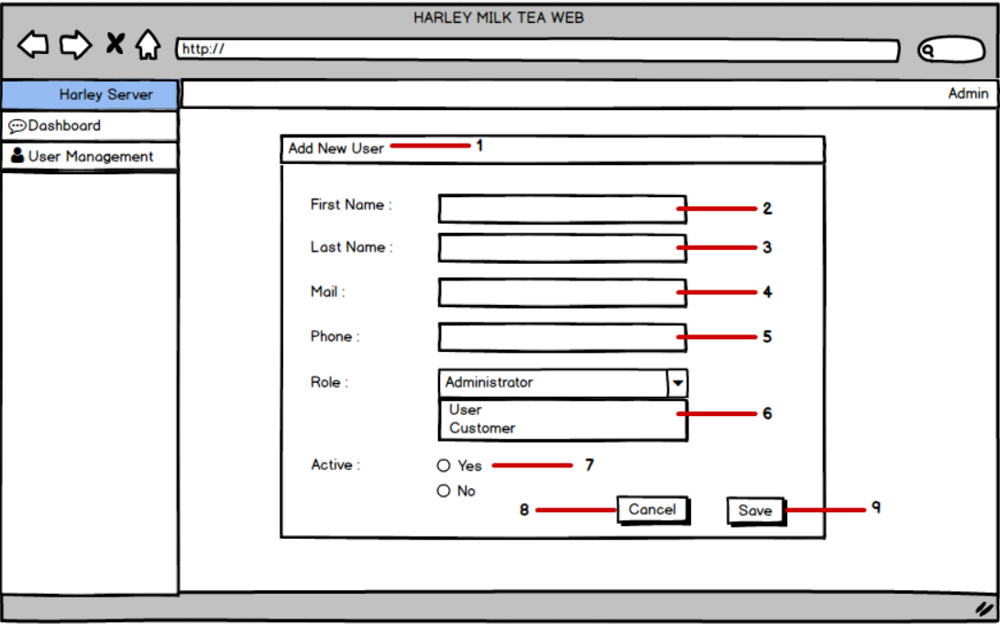 HARLEY MILK TEA WEB
http://
Harley Server
Admin
Dashboard
User Management
Add New User 1
First Name : 2
Last Name : 3
Mail : 4
Phone : 5
Role : Administrator
User 6
Customer
Active : Yes 7
No
8 Cancel Save 9